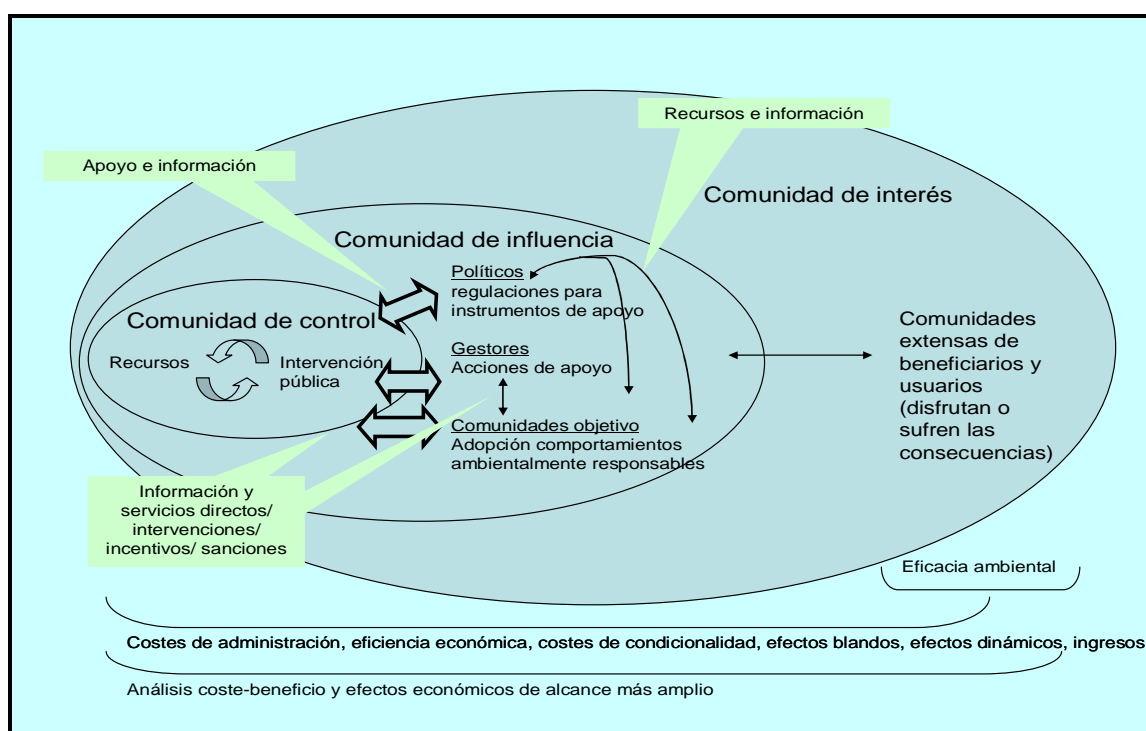 Recursos e información
Apoyo e información
Comunidad de interés
Comunidad de influencia
Políticos
regulaciones para
instrumentos de apoyo
Comunidad de control
Recursos
Intervención
pública
Gestores
Acciones de apoyo
Comunidades objetivo
Adopción comportamientos
ambientalmente responsables
Comunidades
extensas de
beneficiarios y
usuarios
(disfrutan o
sufren las
consecuencias)
Información y
servicios directos/
intervenciones/
incentivos/ sanciones
Eficacia ambiental
Costes de administración, eficiencia económica, costes de condicionalidad, efectos blandos, efectos dinámicos, ingresos
Análisis coste-beneficio y efectos económicos de alcance más amplio